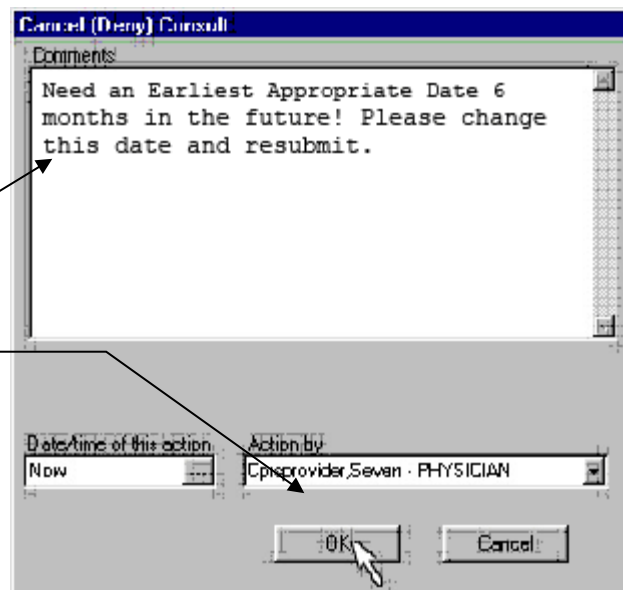 Cancel (Deny) Consult
Comments
Need an Earliest Appropriate Date 6
months in the future! Please change
this date and resubmit.
Date/time of this action
Action by
Now
...
Cprsprovider,Seven - PHYSICIAN
OK
Cancel